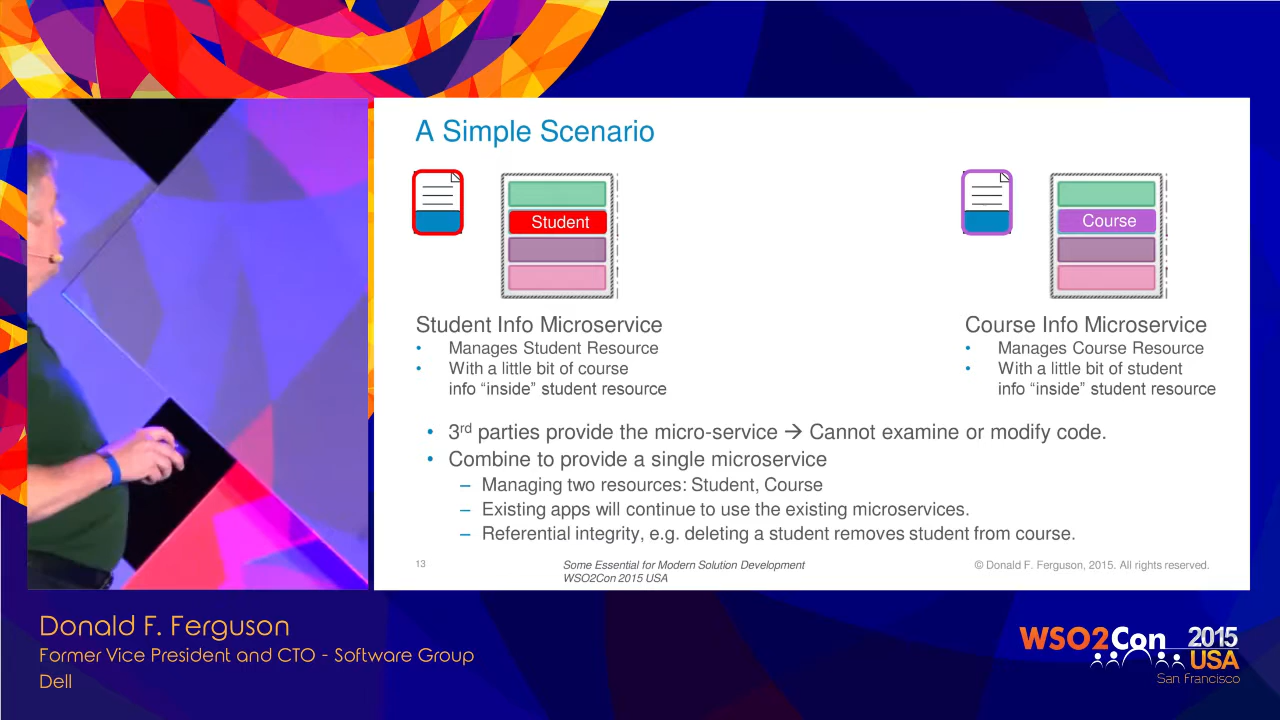 A Simple Scenario
Student
Course
Student Info Microservice
• Manages Student Resource
• With a little bit of course
info “inside” student resource
Course Info Microservice
• Manages Course Resource
• With a little bit of student
info “inside” student resource
• 3rd parties provide the micro-service → Cannot examine or modify code.
• Combine to provide a single microservice
– Managing two resources: Student, Course
– Existing apps will continue to use the existing microservices.
– Referential integrity, e.g. deleting a student removes student from course.
13
Some Essential for Modern Solution Development
WSO2Con 2015 USA
© Donald F. Ferguson, 2015. All rights reserved.
Donald F. Ferguson
Former Vice President and CTO - Software Group
Dell
WSO2Con 2015
USA
San Francisco